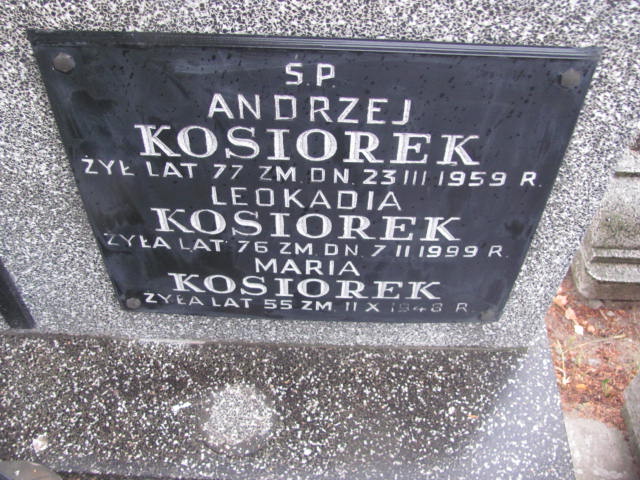 S.P.
ANDRZEJ
KOSIOREK
ŻYŁ LAT 77 ZM. DN. 23 III 1959 R.
LEOKADIA
KOSIOREK
ŻYŁA LAT 76 ZM DN. 7 II 1999 R.
MARIA
KOSIOREK
ŻYŁA LAT 55 ZM. 11 X 1948 R.